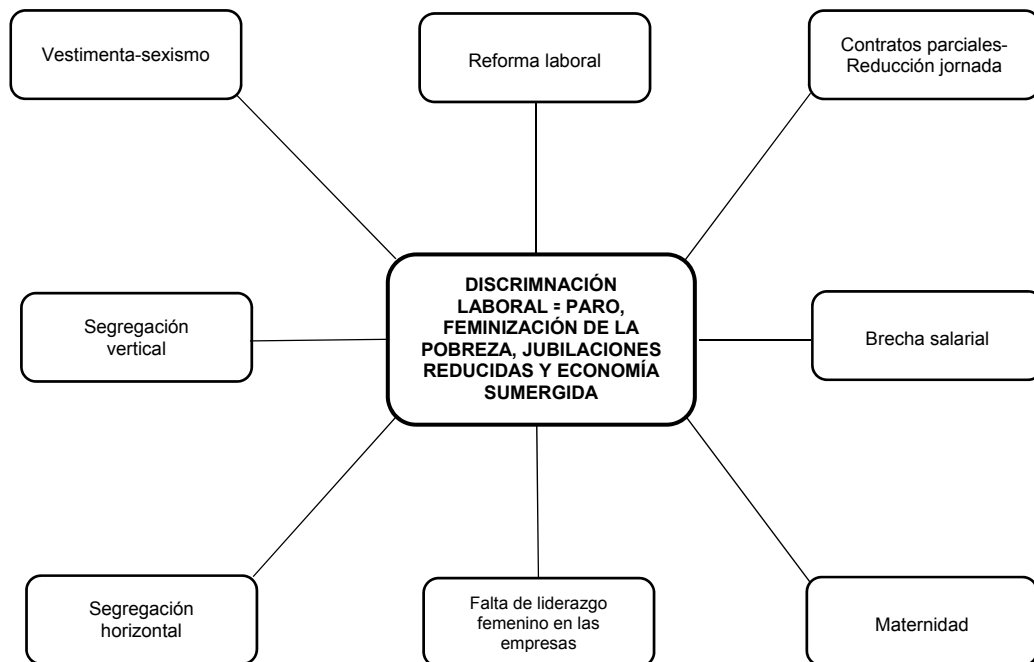 Vestimenta-sexismo
Reforma laboral
Contratos parciales-
Reducción jornada
DISCRIMNACIÓN
LABORAL = PARO,
FEMINIZACIÓN DE LA
POBREZA, JUBILACIONES
REDUCIDAS Y ECONOMÍA
SUMERGIDA
Segregación
vertical
Brecha salarial
Segregación
horizontal
Falta de liderazgo
femenino en las
empresas
Maternidad